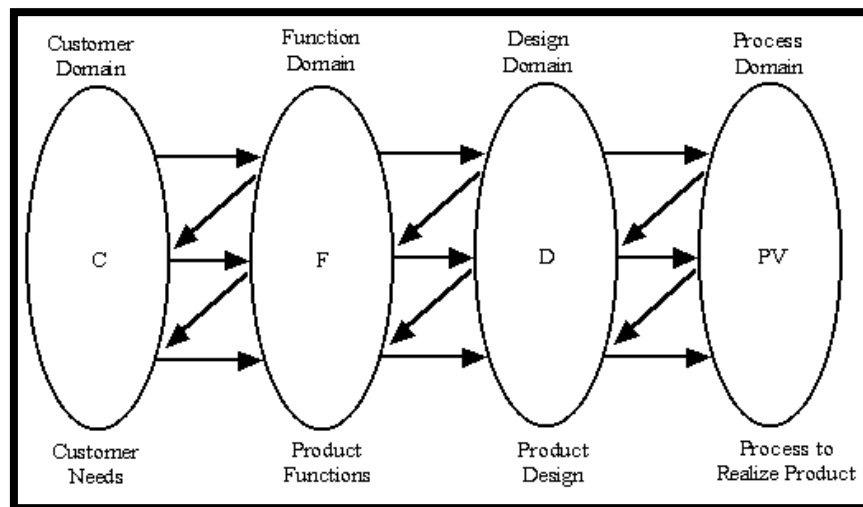 Customer
Domain
Function
Domain
Design
Domain
Process
Domain
C
F
D
PV
Customer
Needs
Product
Functions
Product
Design
Process to
Realize Product